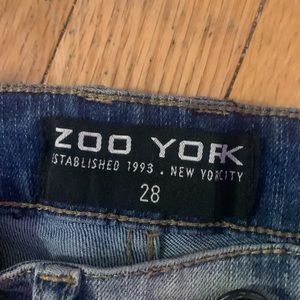 ZOO YORK
ESTABLISHED 1993 . NEW YORK CITY
28